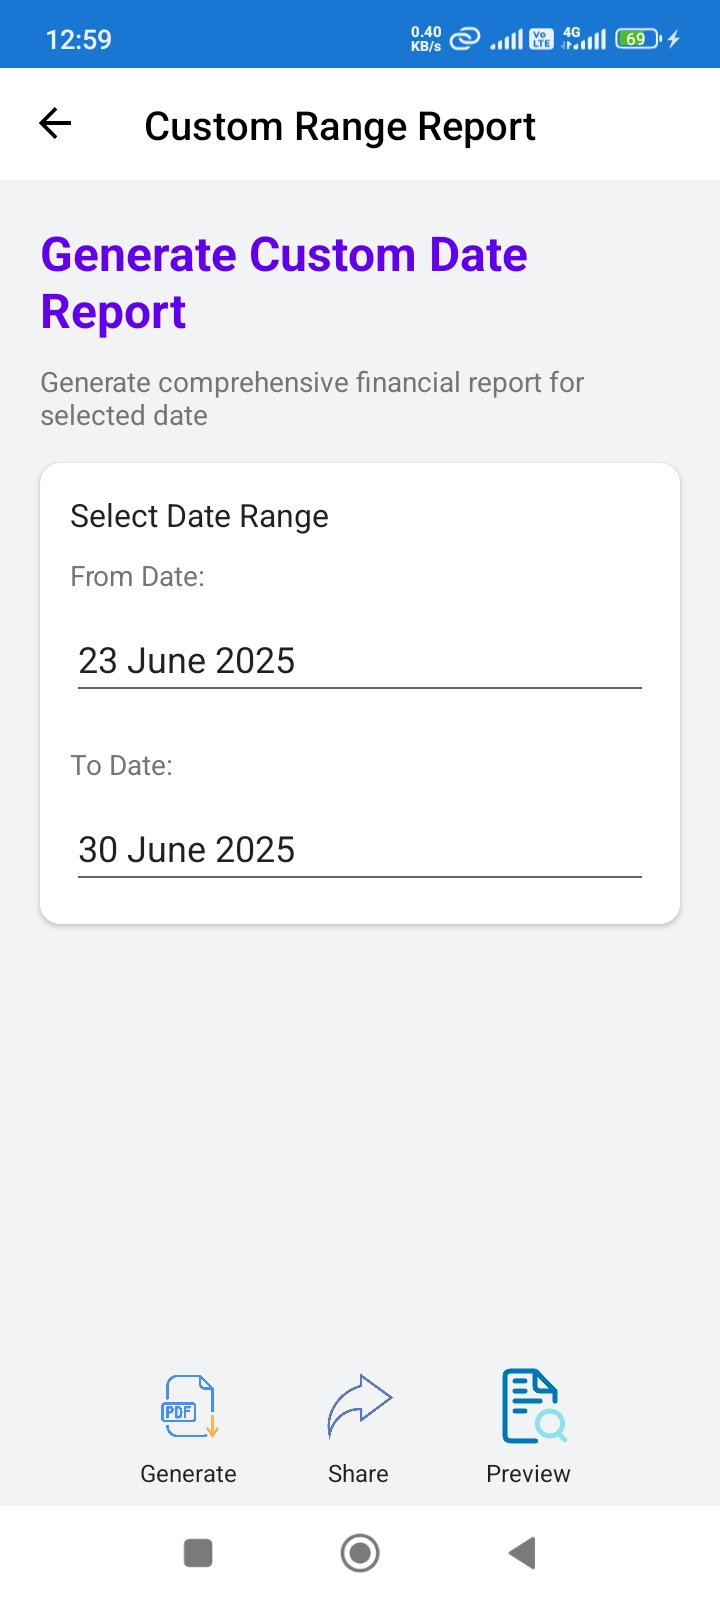 12:59
0.40
KB/s
Vo
LTE
4G
69
Custom Range Report
Generate Custom Date
Report
Generate comprehensive financial report for
selected date
Select Date Range
From Date:
23 June 2025
To Date:
30 June 2025
PDF
Generate
Share
Preview